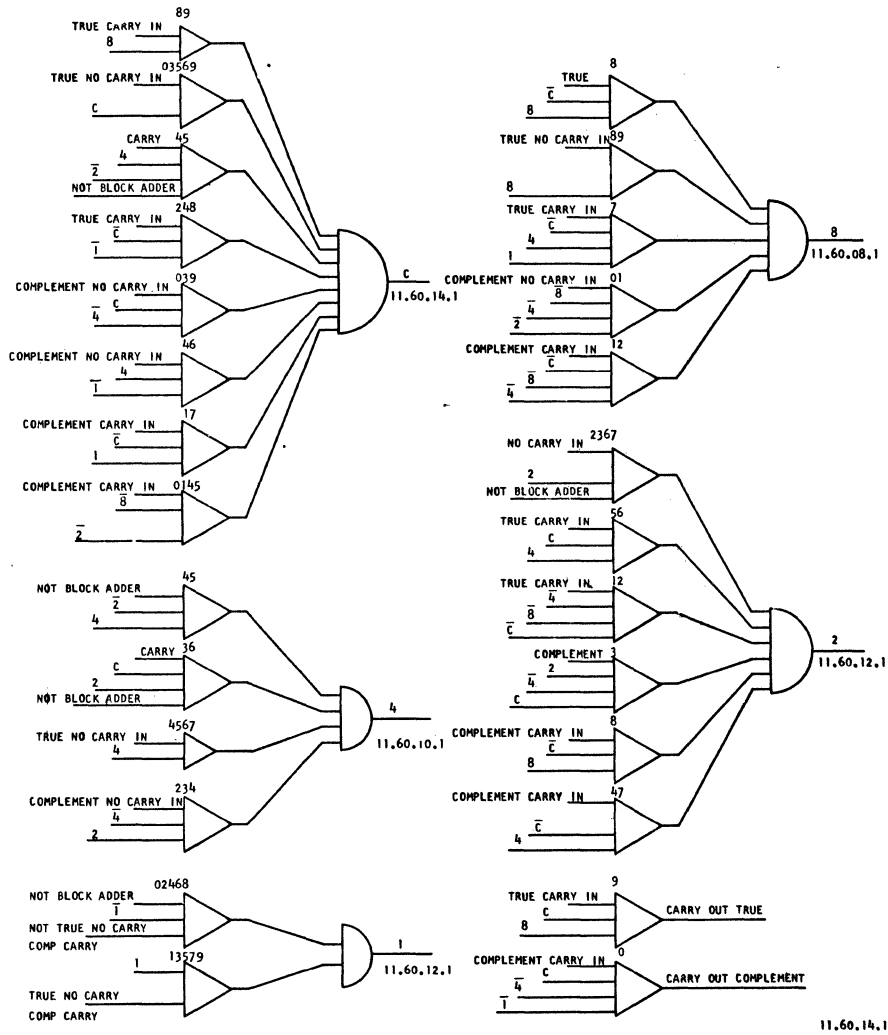 89
TRUE CARRY IN
8
03569
TRUE NO CARRY IN
C
CARRY 45
4
2̅
NOT BLOCK ADDER
TRUE CARRY IN 248
C̅
1̅
COMPLEMENT NO CARRY IN 039
C
4̅
COMPLEMENT NO CARRY IN 46
4
1̅
COMPLEMENT CARRY IN 17
C̅
1
COMPLEMENT CARRY IN 0145
8̅
2̅
C
11.60.14.1
8
TRUE
C̅
8
TRUE NO CARRY IN 89
8
TRUE CARRY IN 7
C̅
4
1
COMPLEMENT NO CARRY IN 01
8̅
4̅
2̅
COMPLEMENT CARRY IN 12
C̅
8̅
4̅
8
11.60.08.1
NO CARRY IN 2367
2
NOT BLOCK ADDER
TRUE CARRY IN 56
C
4
TRUE CARRY IN 12
4̅
8̅
C̅
COMPLEMENT 3
2
4̅
C
COMPLEMENT CARRY IN 8
C̅
8
COMPLEMENT CARRY IN 47
C̅
4
2
11.60.12.1
NOT BLOCK ADDER 45
2̅
4
CARRY 36
C
2
NOT BLOCK ADDER
TRUE NO CARRY IN 4567
4
COMPLEMENT NO CARRY IN 234
4̅
2
4
11.60.10.1
02468
NOT BLOCK ADDER
1̅
NOT TRUE NO CARRY
COMP CARRY
1 13579
TRUE NO CARRY
COMP CARRY
1
11.60.12.1
9
TRUE CARRY IN
C
8
CARRY OUT TRUE
COMPLEMENT CARRY IN 0
C
4̅
1̅
CARRY OUT COMPLEMENT
11.60.14.1